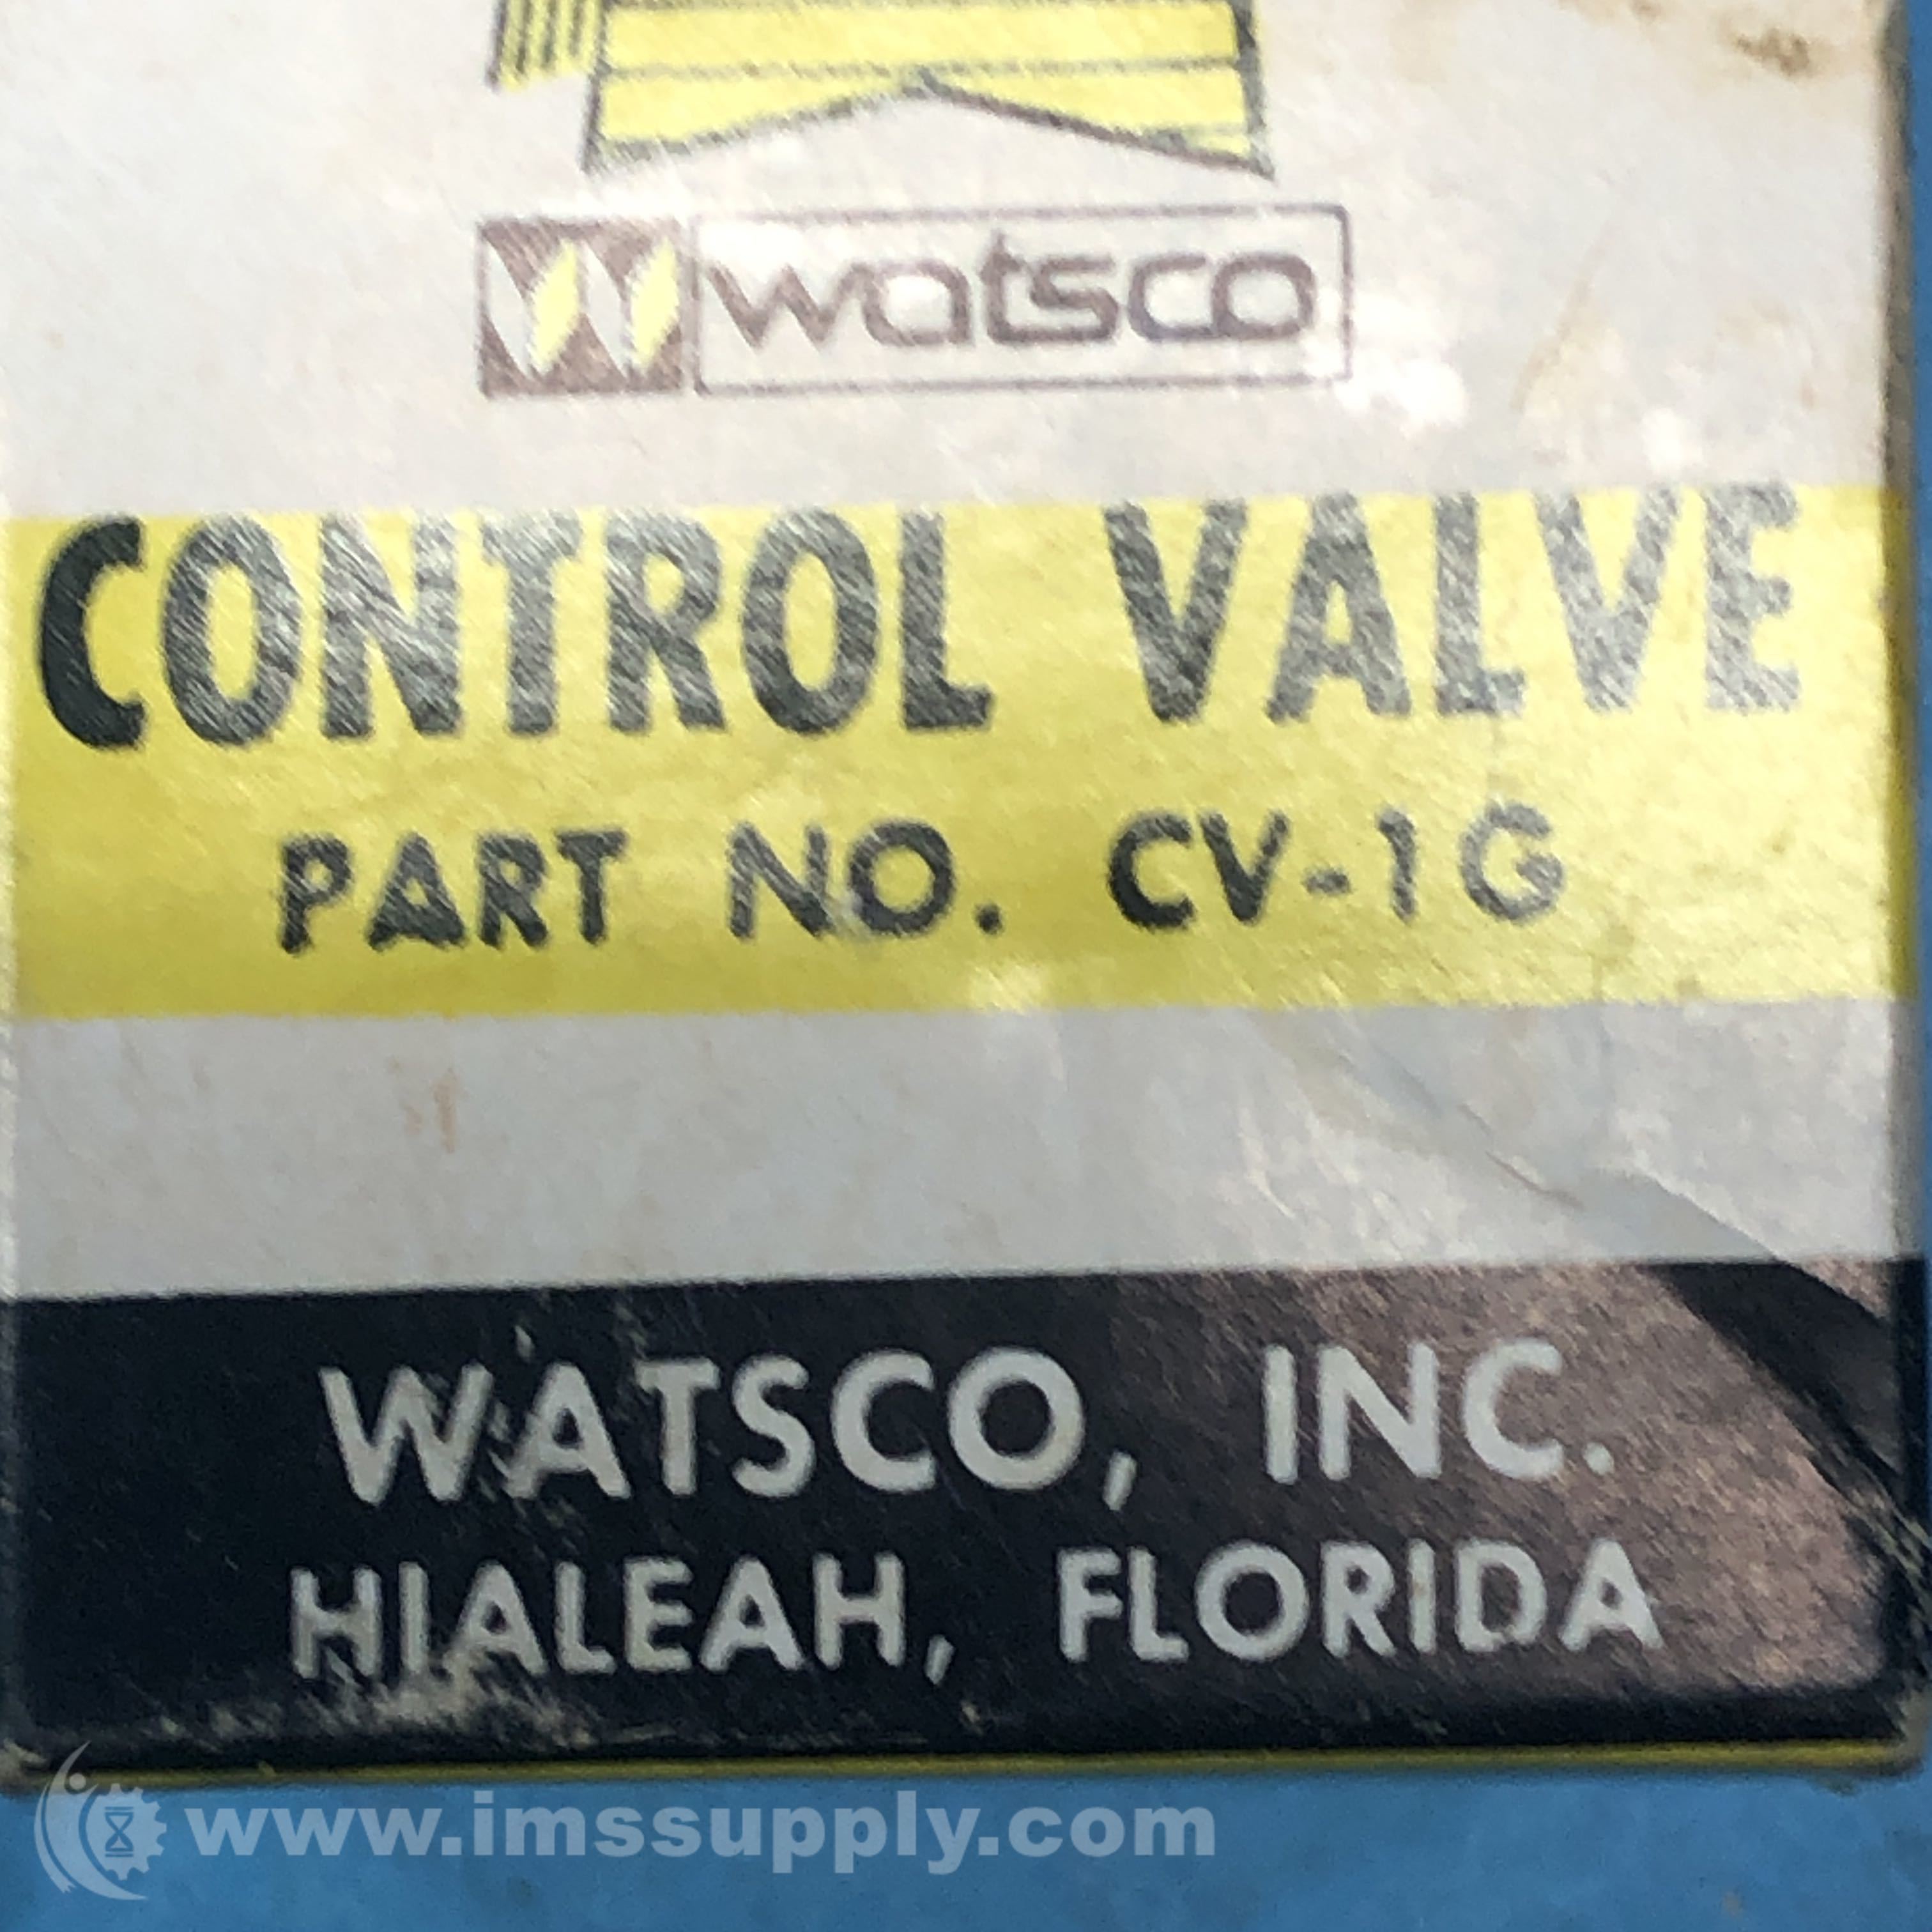 watsco
CONTROL VALVE
PART NO. CV-1G
WATSCO, INC.
HIALEAH, FLORIDA
www.imssupply.com